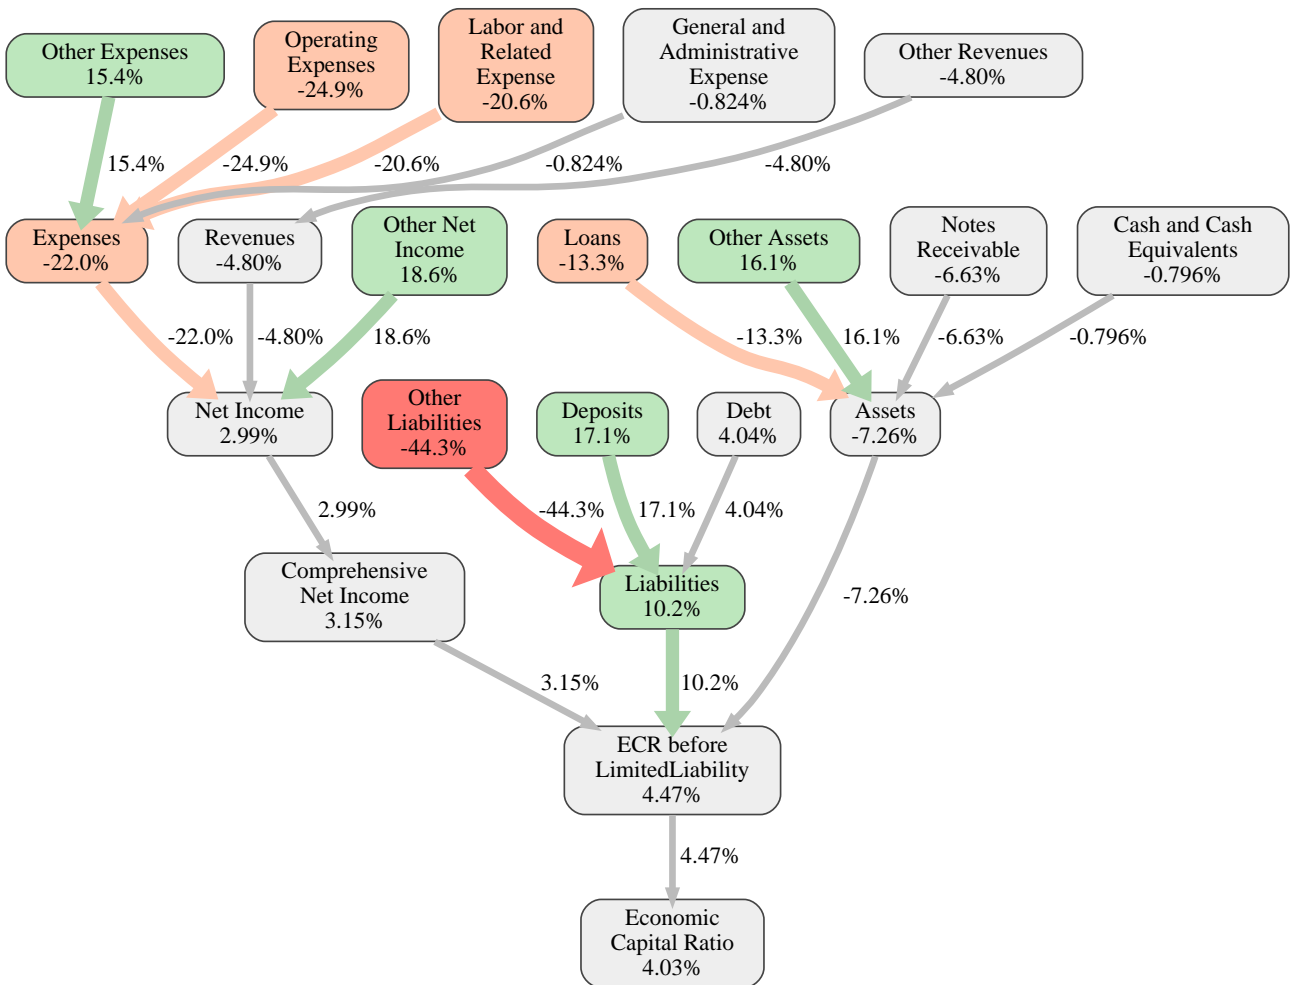 Other Expenses
15.4%
Operating
Expenses
-24.9%
Labor and
Related
Expense
-20.6%
General and
Administrative
Expense
-0.824%
Other Revenues
-4.80%
15.4%
-24.9%
-20.6%
-0.824%
-4.80%
Expenses
-22.0%
Revenues
-4.80%
Other Net
Income
18.6%
Loans
-13.3%
Other Assets
16.1%
Notes
Receivable
-6.63%
Cash and Cash
Equivalents
-0.796%
-22.0%
-4.80%
18.6%
-13.3%
16.1%
-6.63%
-0.796%
Net Income
2.99%
Other
Liabilities
-44.3%
Deposits
17.1%
Debt
4.04%
Assets
-7.26%
2.99%
-44.3%
17.1%
4.04%
Comprehensive
Net Income
3.15%
Liabilities
10.2%
-7.26%
3.15%
10.2%
ECR before
LimitedLiability
4.47%
4.47%
Economic
Capital Ratio
4.03%